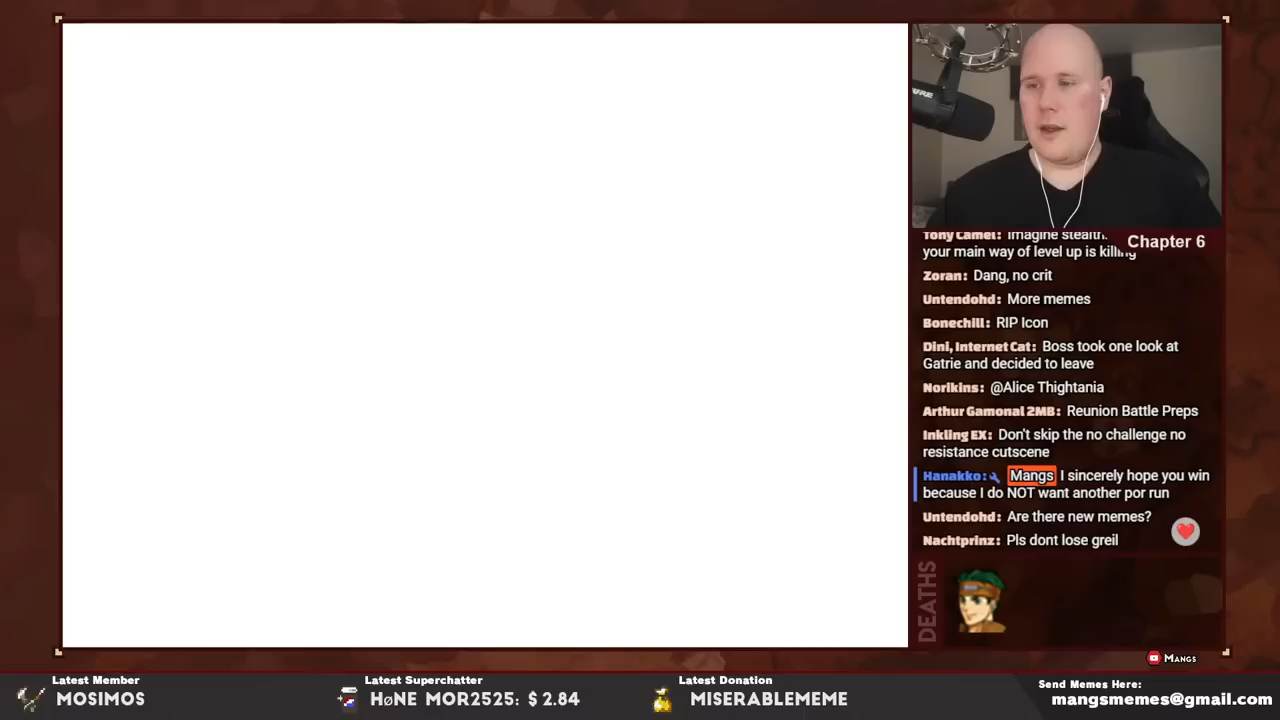 Tony Camel: Imagine stealth.
your main way of level up is killing
Chapter 6
Zoran: Dang, no crit
Untendohd: More memes
Bonechill: RIP Icon
Dini, Internet Cat: Boss took one look at
Gatrie and decided to leave
Norikins: @Alice Thightania
Arthur Gamonal 2MB: Reunion Battle Preps
Inkling EX: Don't skip the no challenge no
resistance cutscene
Hanakko: Mangs I sincerely hope you win
because I do NOT want another por run
Untendohd: Are there new memes?
Nachtprinz: Pls dont lose greil
DEATHS
Mangs
Latest Member
MOSIMOS
Latest Superchatter
HøNE MOR2525: $ 2.84
Latest Donation
MISERABLEMEME
Send Memes Here:
mangsmemes@gmail.com